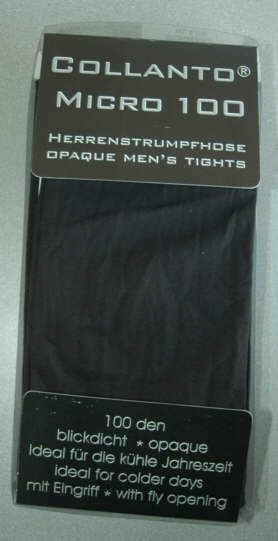 COLLANTO®
MICRO 100
HERRENSTRUMPFHOSE
OPAQUE MEN'S TIGHTS
100 den
blickdicht * opaque
Ideal für die kühle Jahreszeit
Ideal for colder days
mit Eingriff * with fly opening